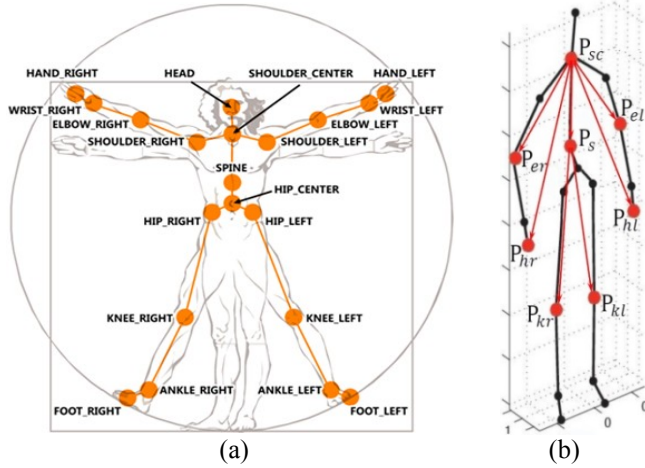 HAND_RIGHT
HEAD
SHOULDER_CENTER
HAND_LEFT
WRIST_RIGHT
WRIST_LEFT
ELBOW_RIGHT
ELBOW_LEFT
SHOULDER_RIGHT
SHOULDER_LEFT
SPINE
HIP_CENTER
HIP_RIGHT
HIP_LEFT
KNEE_RIGHT
KNEE_LEFT
ANKLE_RIGHT
ANKLE_LEFT
FOOT_RIGHT
FOOT_LEFT
(a)
P_sc
P_el
P_s
P_er
P_hl
P_hr
P_kr
P_kl
1
0
0
(b)